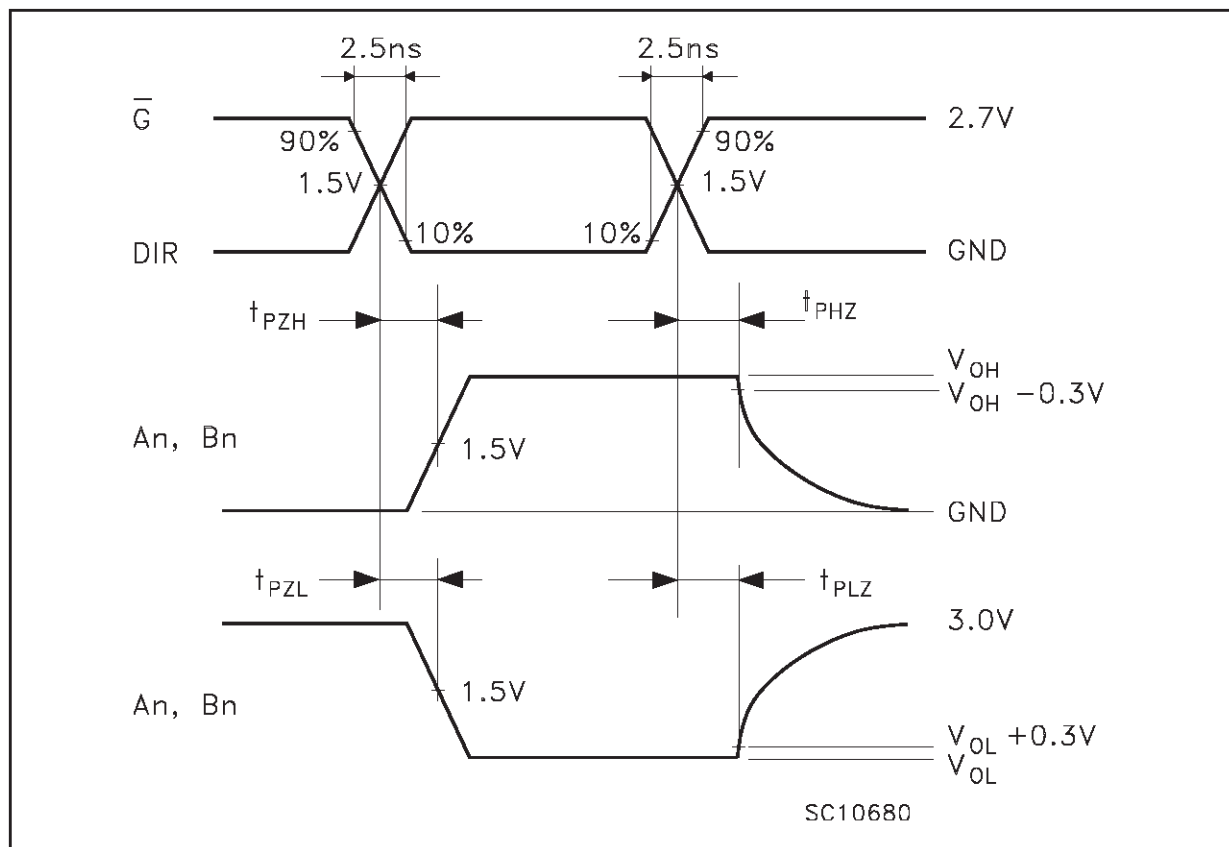 2.5ns 2.5ns
G̅ 2.7V
90% 90%
1.5V 1.5V
10% 10%
DIR GND
tPZH tPHZ
VOH
VOH −0.3V
An, Bn 1.5V
GND
tPZL tPLZ
3.0V
An, Bn 1.5V
VOL +0.3V
VOL
SC10680